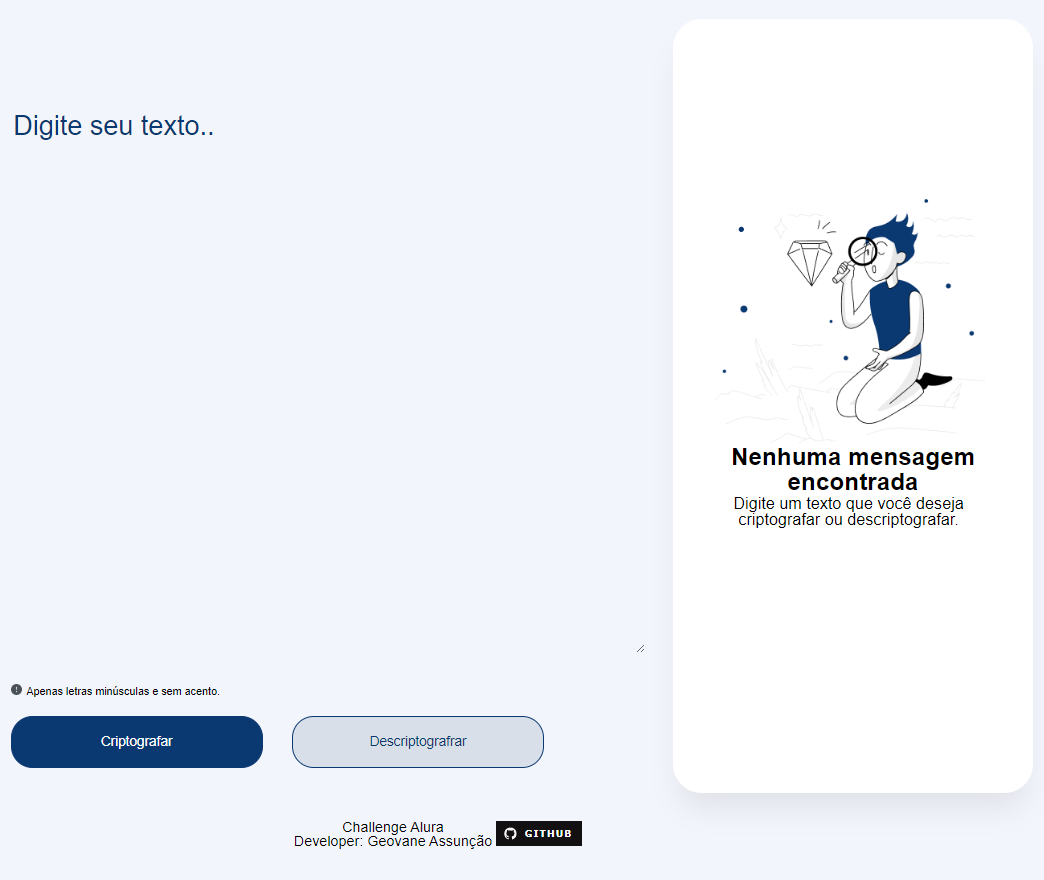 Digite seu texto..
Nenhuma mensagem
encontrada
Digite um texto que você deseja
criptografar ou descriptografar.
Apenas letras minúsculas e sem acento.
Criptografar
Descriptografrar
Challenge Alura
Developer: Geovane Assunção
GITHUB